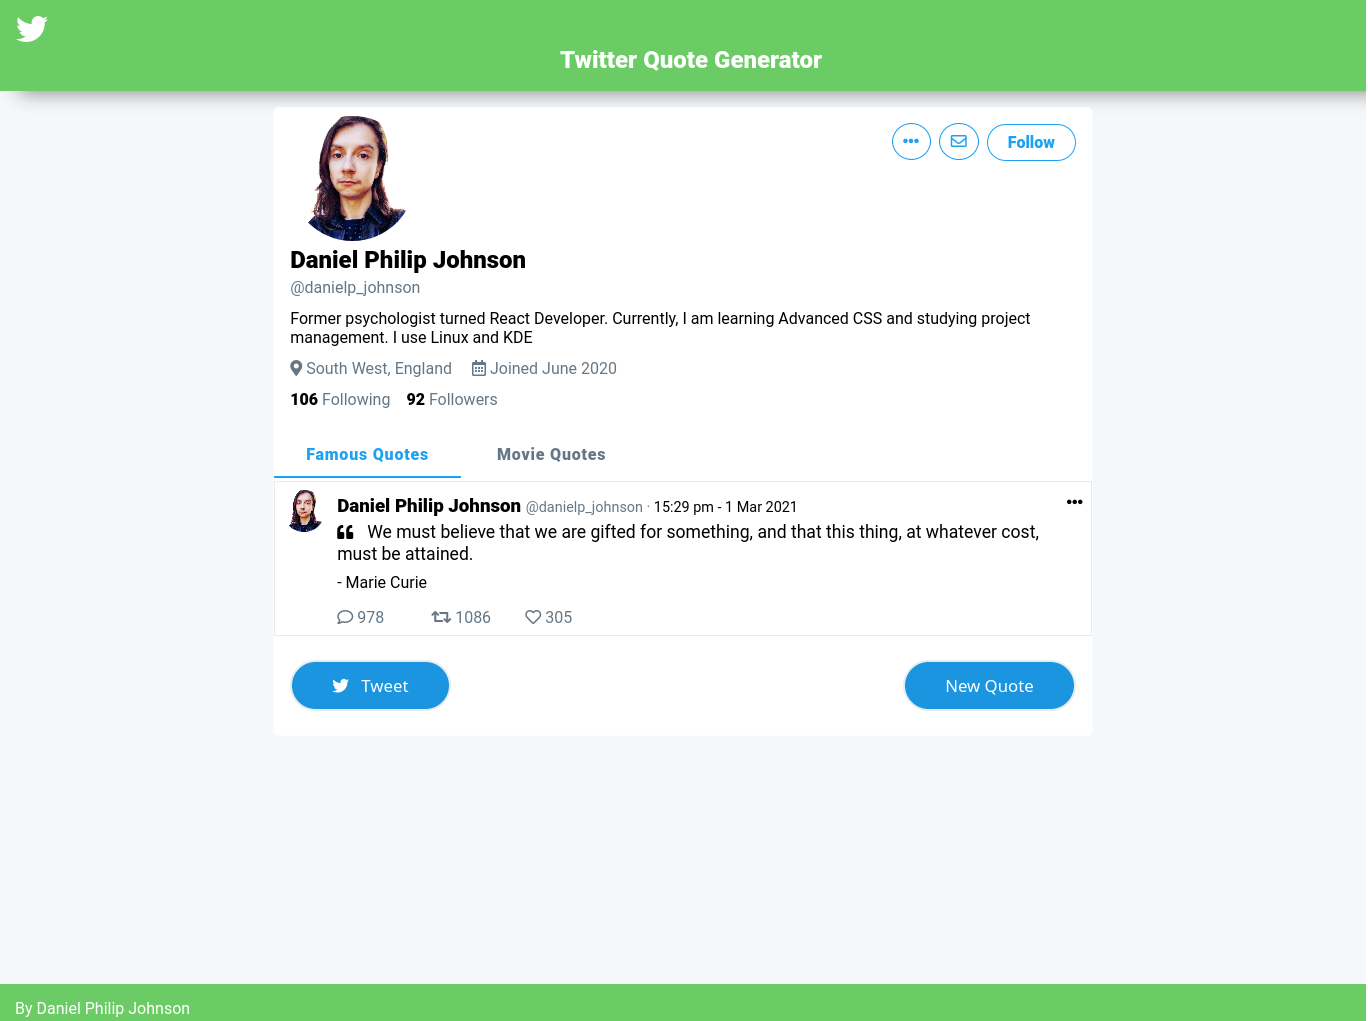 Twitter Quote Generator
Follow
Daniel Philip Johnson
@danielp_johnson
Former psychologist turned React Developer. Currently, I am learning Advanced CSS and studying project
management. I use Linux and KDE
South West, England Joined June 2020
106 Following 92 Followers
Famous Quotes Movie Quotes
Daniel Philip Johnson @danielp_johnson · 15:29 pm - 1 Mar 2021
“ We must believe that we are gifted for something, and that this thing, at whatever cost,
must be attained.
- Marie Curie
978 1086 305
Tweet New Quote
By Daniel Philip Johnson